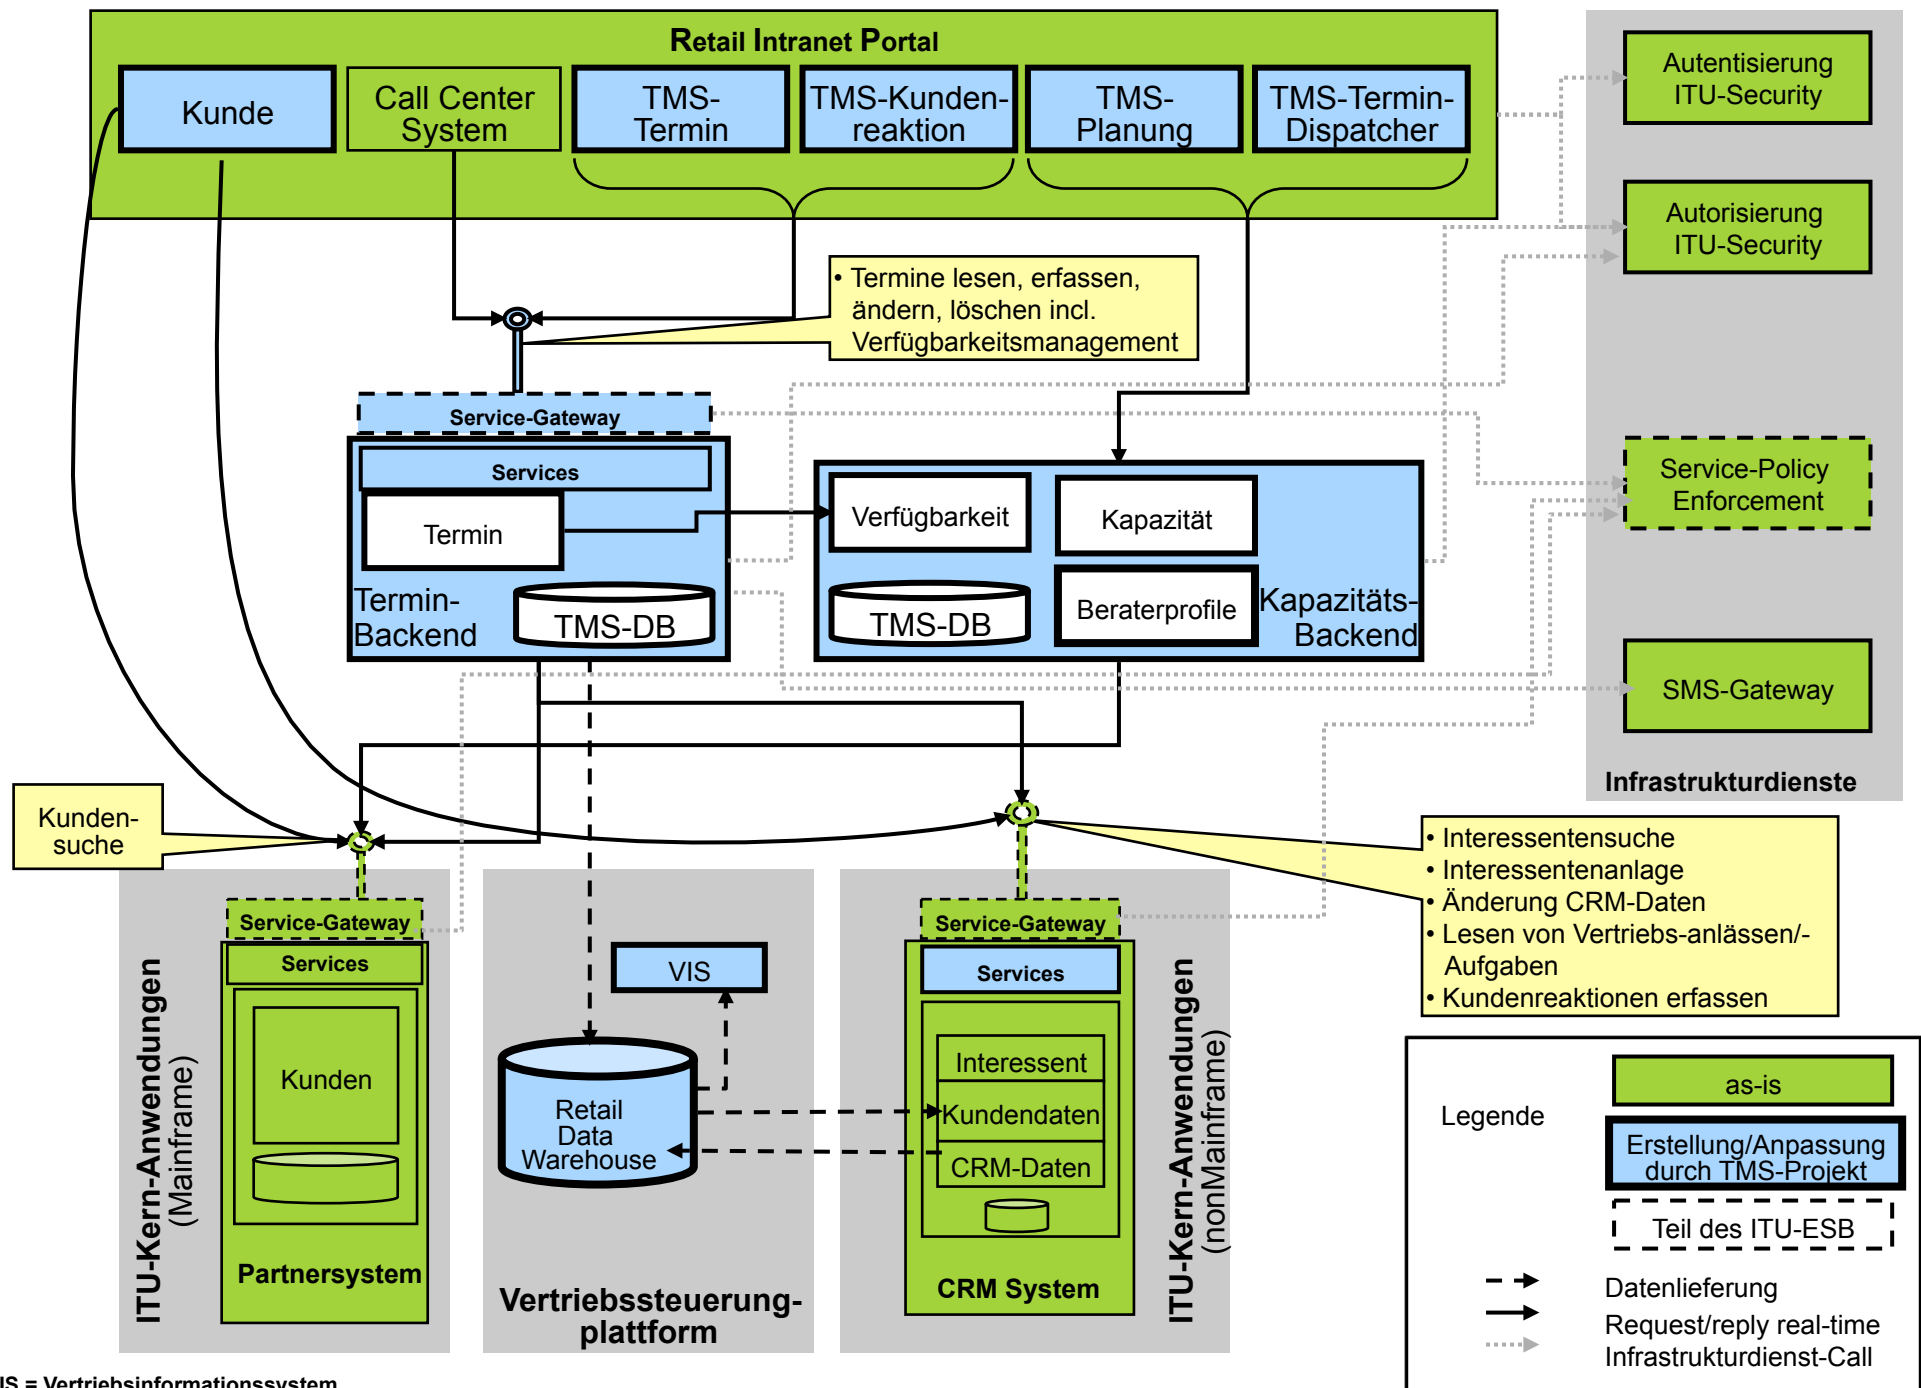 Retail Intranet Portal
Kunde
Call Center
System
TMS-
Termin
TMS-Kunden-
reaktion
TMS-
Planung
TMS-Termin-
Dispatcher
Autentisierung
ITU-Security
Autorisierung
ITU-Security
Service-Policy
Enforcement
SMS-Gateway
Infrastrukturdienste
• Termine lesen, erfassen,
ändern, löschen incl.
Verfügbarkeitsmanagement
Service-Gateway
Services
Termin
Termin-
Backend
TMS-DB
Verfügbarkeit
Kapazität
TMS-DB
Beraterprofile
Kapazitäts-
Backend
Kunden-
suche
• Interessentensuche
• Interessentenanlage
• Änderung CRM-Daten
• Lesen von Vertriebs-anlässen/-
Aufgaben
• Kundenreaktionen erfassen
ITU-Kern-Anwendungen
(Mainframe)
Service-Gateway
Services
Kunden
Partnersystem
VIS
Retail
Data
Warehouse
Vertriebssteuerung-
plattform
Service-Gateway
Services
Interessent
Kundendaten
CRM-Daten
CRM System
ITU-Kern-Anwendungen
(nonMainframe)
Legende
as-is
Erstellung/Anpassung
durch TMS-Projekt
Teil des ITU-ESB
Datenlieferung
Request/reply real-time
Infrastrukturdienst-Call
IS = Vertriebsinformationssystem